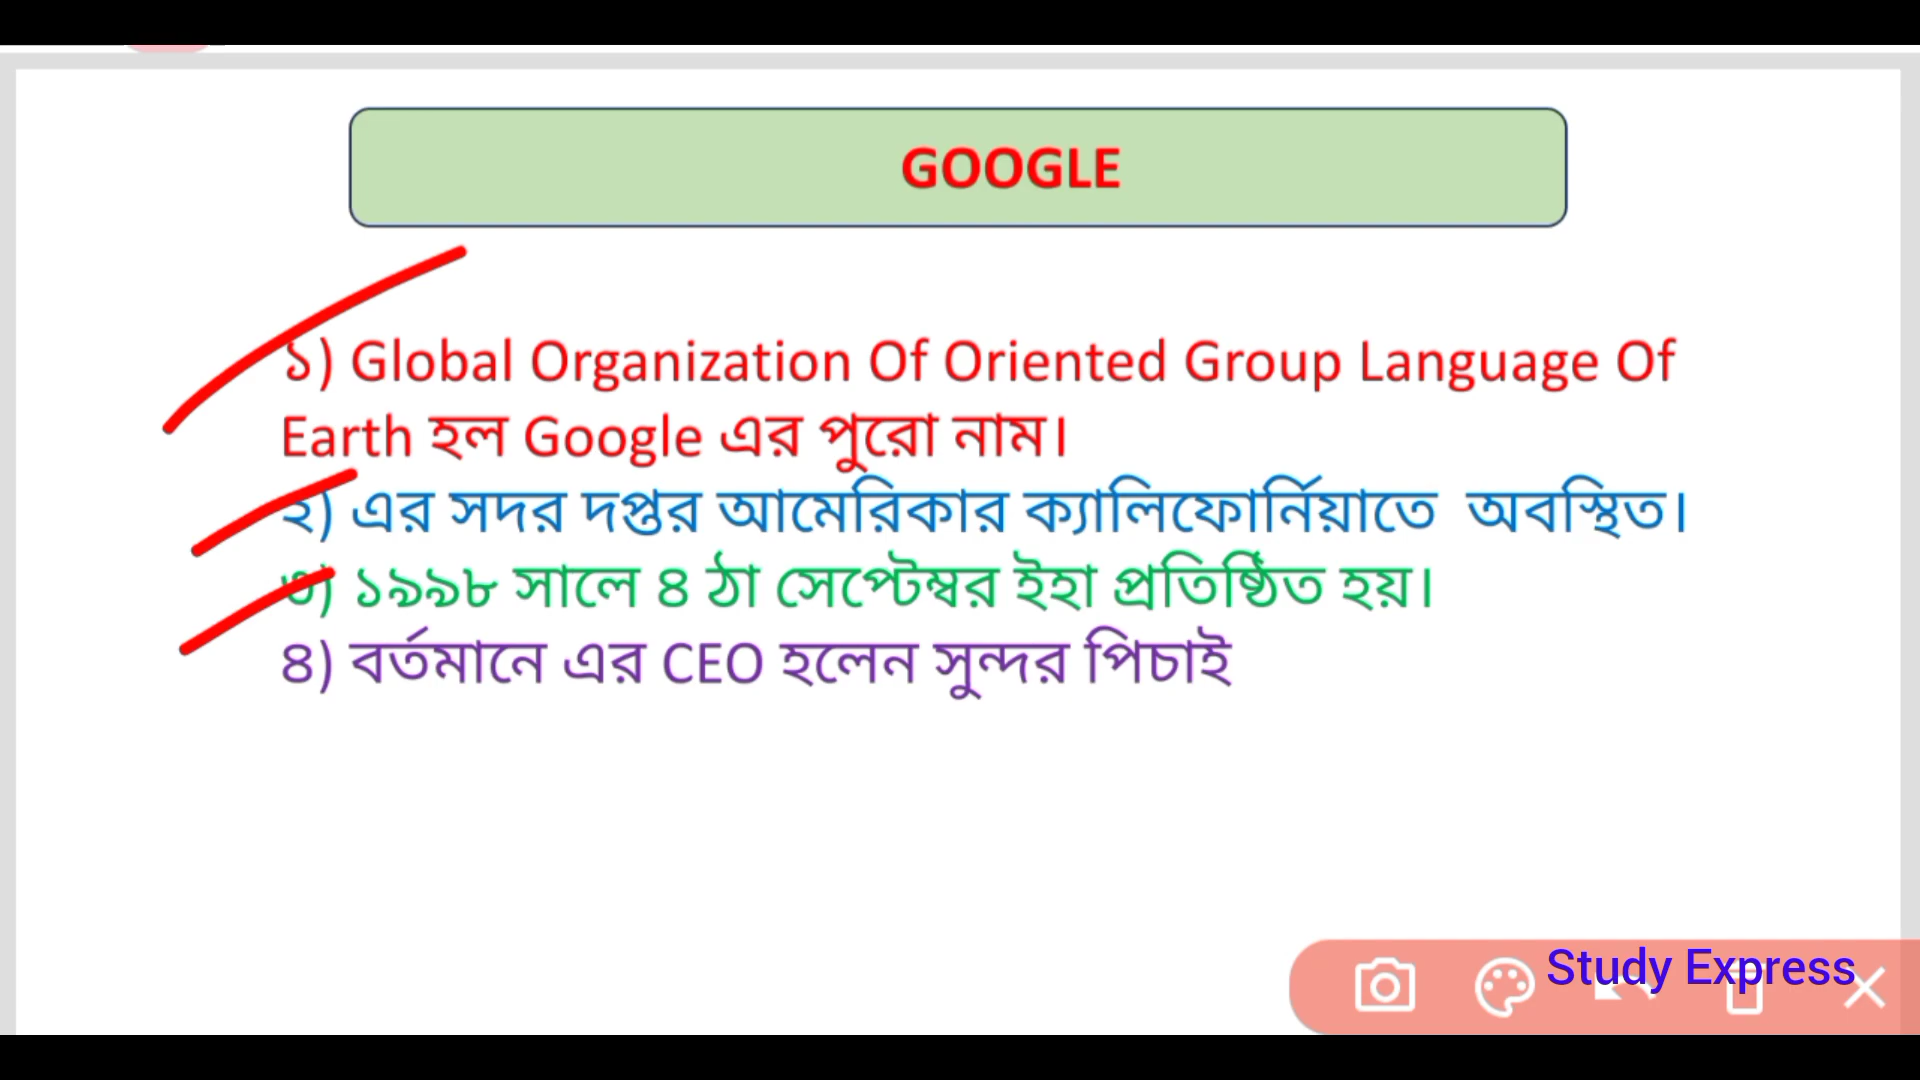 GOOGLE
১) Global Organization Of Oriented Group Language Of
Earth হল Google এর পুরো নাম।
২) এর সদর দপ্তর আমেরিকার ক্যালিফোর্নিয়াতে অবস্থিত।
৩) ১৯৯৮ সালে ৪ ঠা সেপ্টেম্বর ইহা প্রতিষ্ঠিত হয়।
৪) বর্তমানে এর CEO হলেন সুন্দর পিচাই
Study Express